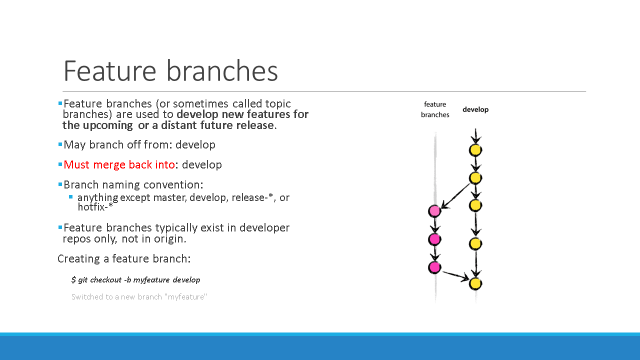 Feature branches
▪Feature branches (or sometimes called topic
branches) are used to develop new features for
the upcoming or a distant future release.
▪May branch off from: develop
▪Must merge back into: develop
▪Branch naming convention:
▪ anything except master, develop, release-*, or
hotfix-*
▪Feature branches typically exist in developer
repos only, not in origin.
Creating a feature branch:
$ git checkout -b myfeature develop
Switched to a new branch "myfeature"
feature
branches
develop